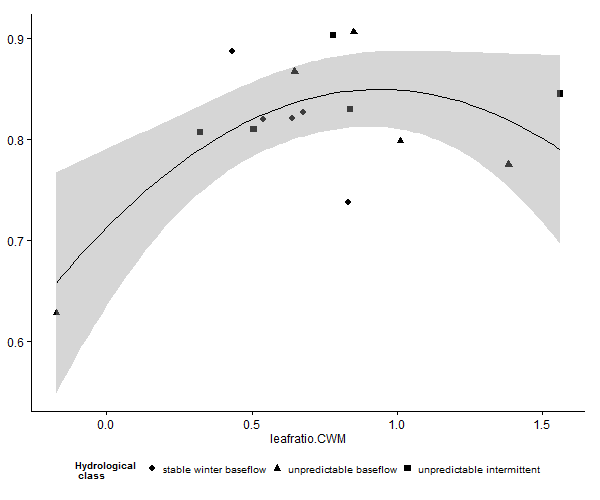 0.9
0.8
0.7
0.6
0.0 0.5 1.0 1.5
leafratio.CWM
Hydrological
class
stable winter baseflow unpredictable baseflow unpredictable intermittent